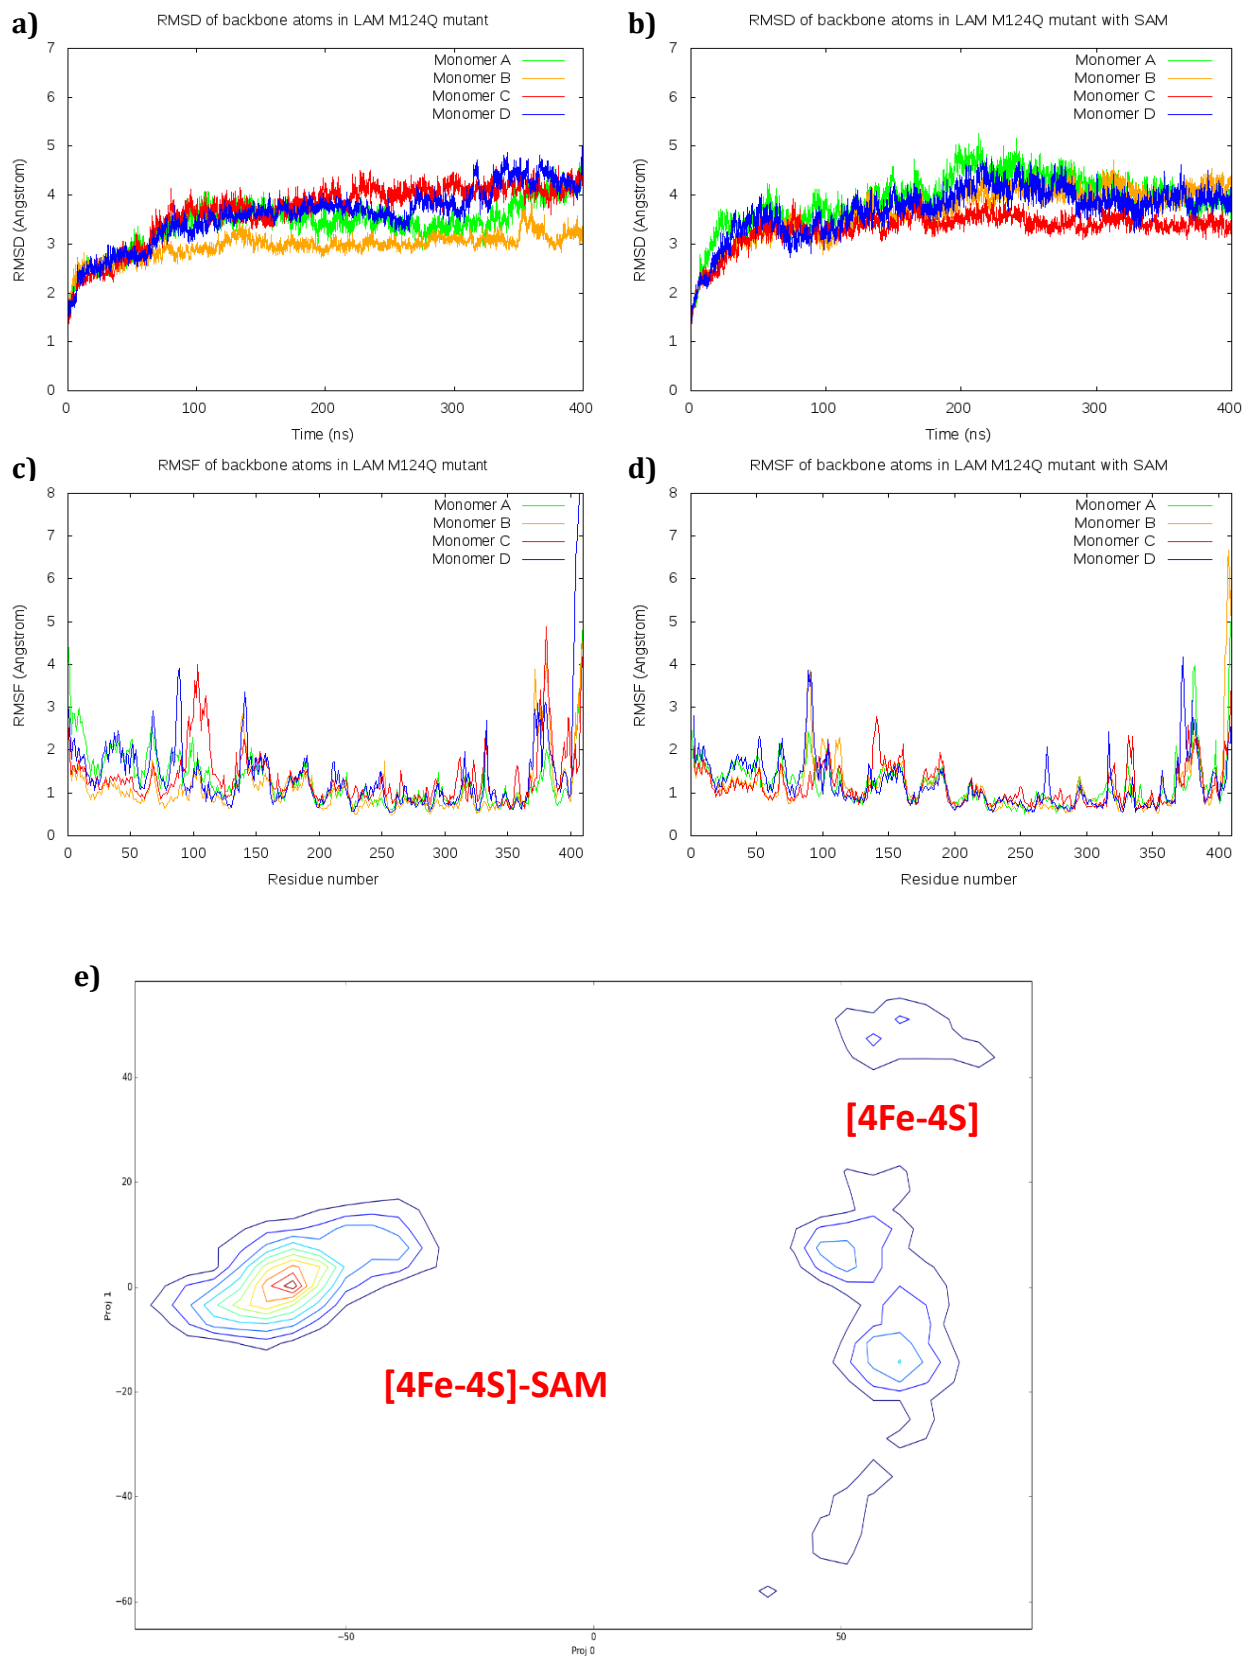 a)
RMSD of backbone atoms in LAM M124Q mutant
7
6
5
4
3
2
1
0
RMSD (Angstrom)
Monomer A
Monomer B
Monomer C
Monomer D
0 100 200 300 400
Time (ns)
b)
RMSD of backbone atoms in LAM M124Q mutant with SAM
7
6
5
4
3
2
1
0
RMSD (Angstrom)
Monomer A
Monomer B
Monomer C
Monomer D
0 100 200 300 400
Time (ns)
c)
RMSF of backbone atoms in LAM M124Q mutant
8
7
6
5
4
3
2
1
0
RMSF (Angstrom)
Monomer A
Monomer B
Monomer C
Monomer D
0 50 100 150 200 250 300 350 400
Residue number
d)
RMSF of backbone atoms in LAM M124Q mutant with SAM
8
7
6
5
4
3
2
1
0
RMSF (Angstrom)
Monomer A
Monomer B
Monomer C
Monomer D
0 50 100 150 200 250 300 350 400
Residue number
e)
40
20
0
−20
−40
−60
Proj 1
[4Fe-4S]
[4Fe-4S]-SAM
−50 0 50
Proj 0